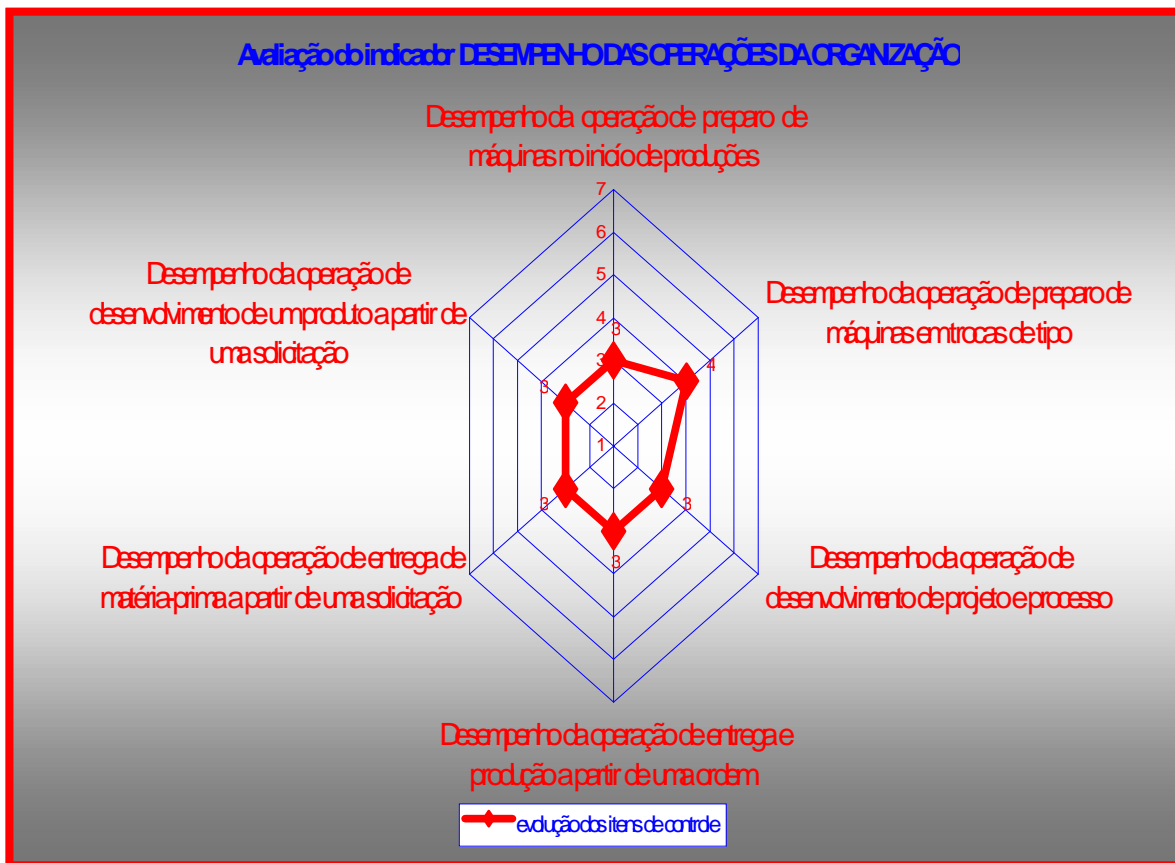 Avaliação do indicador DESEMPENHO DAS OPERAÇÕES DA ORGANIZAÇÃO
Desempenho da operação de preparo de
máquinas no início de produções
7
6
5
4
3
3
2
1
Desempenho da operação de
desenvolvimento de um produto a partir de
uma solicitação
3
Desempenho da operação de preparo de
máquinas em trocas de tipo
4
Desempenho da operação de entrega de
matéria-prima a partir de uma solicitação
3
Desempenho da operação de
desenvolvimento de projeto e processo
3
3
Desempenho da operação de entrega e
produção a partir de uma ordem
evolução dos itens de controle